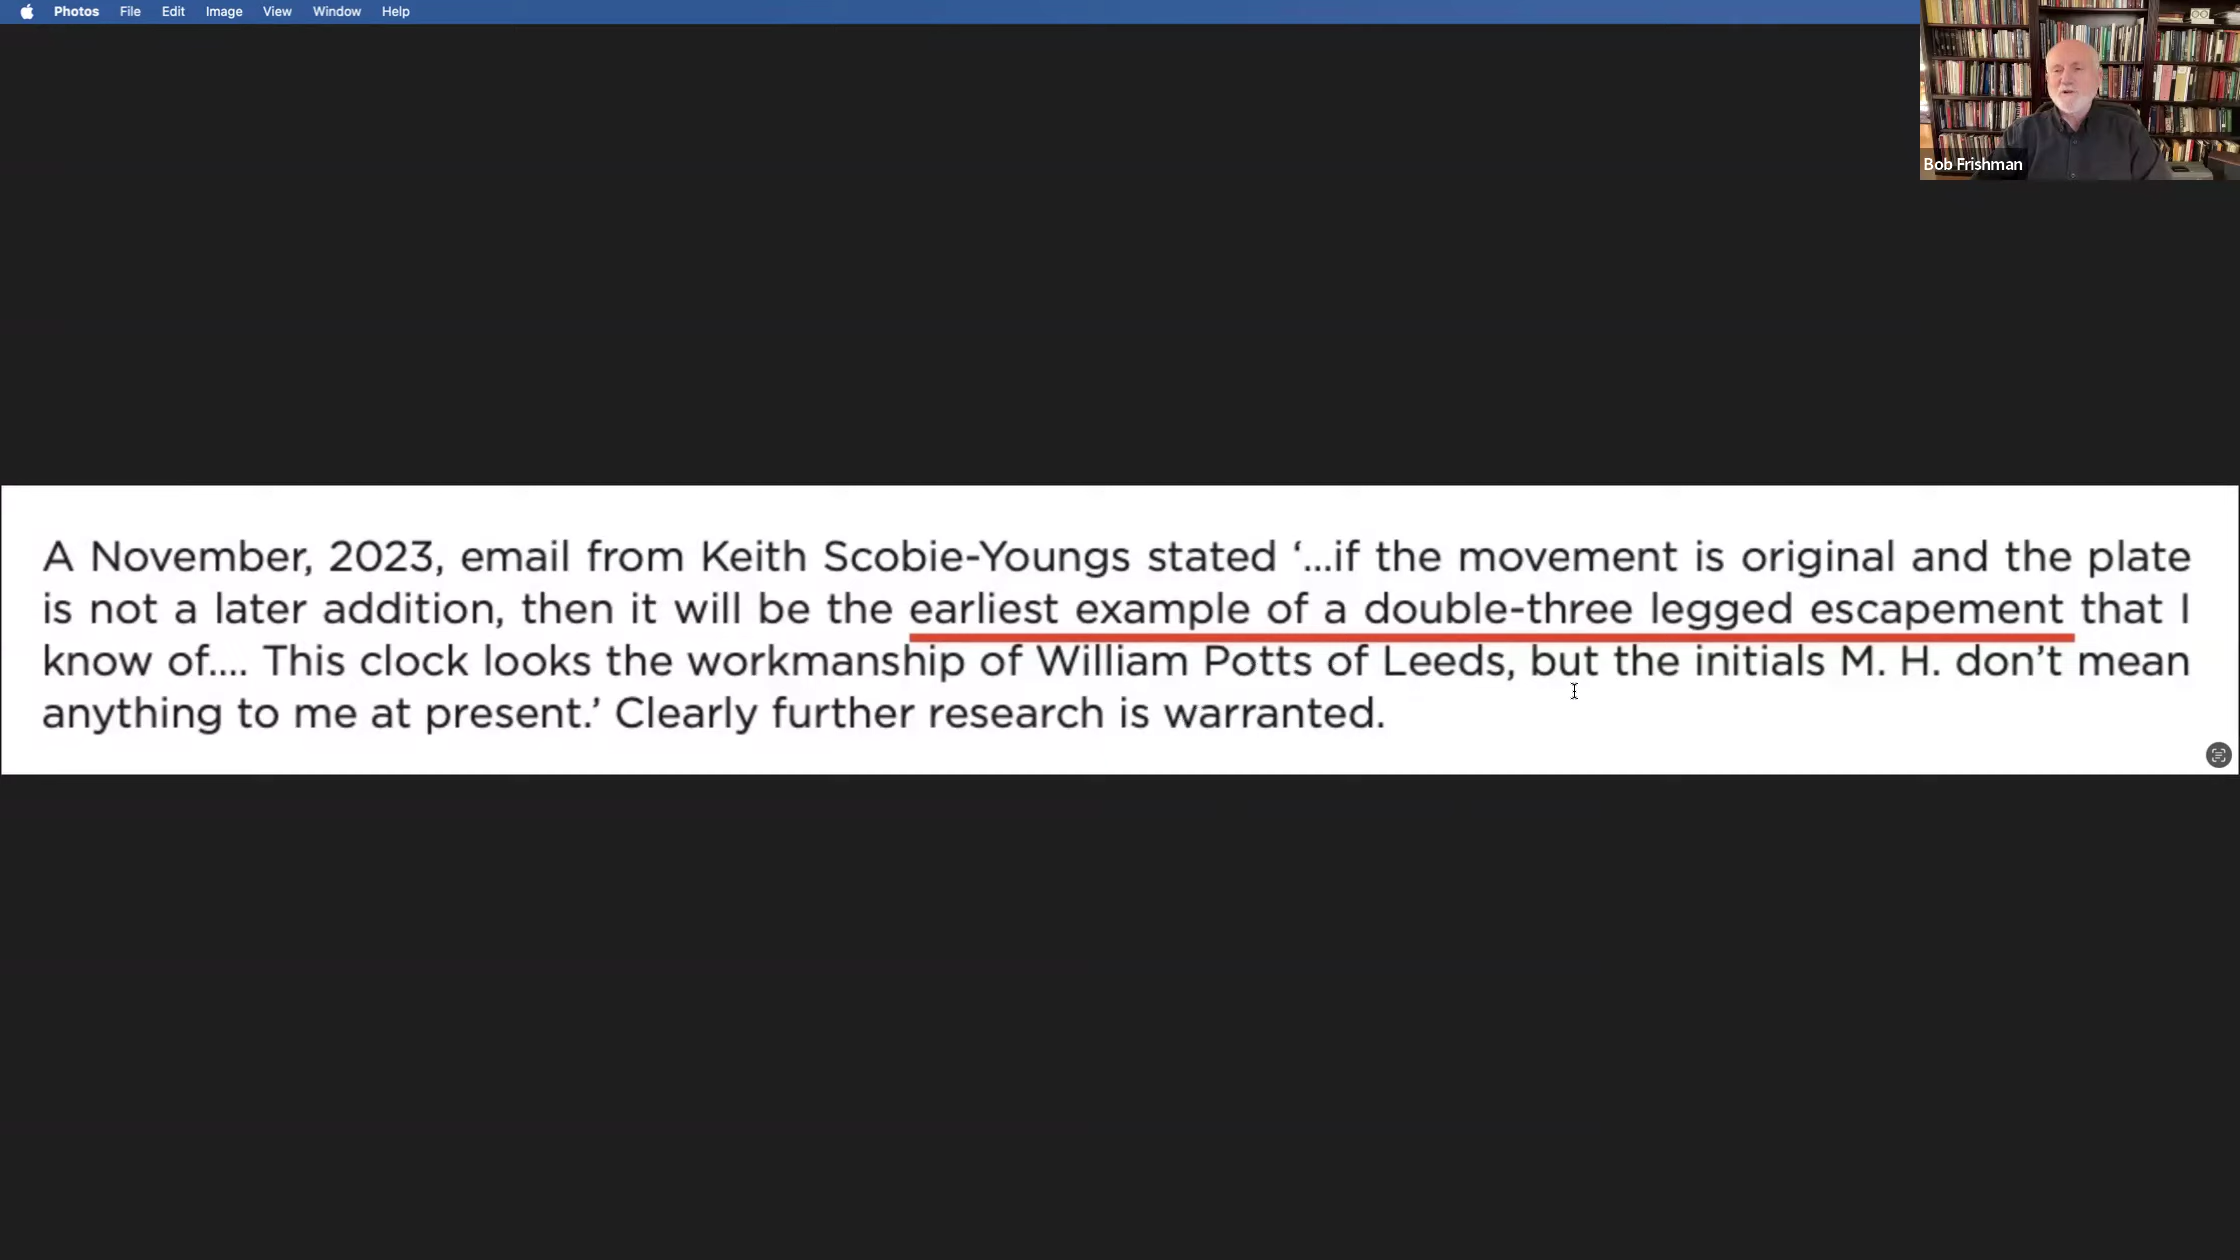 Photos File Edit Image View Window Help
Bob Frishman
A November, 2023, email from Keith Scobie-Youngs stated ‘...if the movement is original and the plate
is not a later addition, then it will be the earliest example of a double-three legged escapement that I
know of.... This clock looks the workmanship of William Potts of Leeds, but the initials M. H. don’t mean
anything to me at present.’ Clearly further research is warranted.